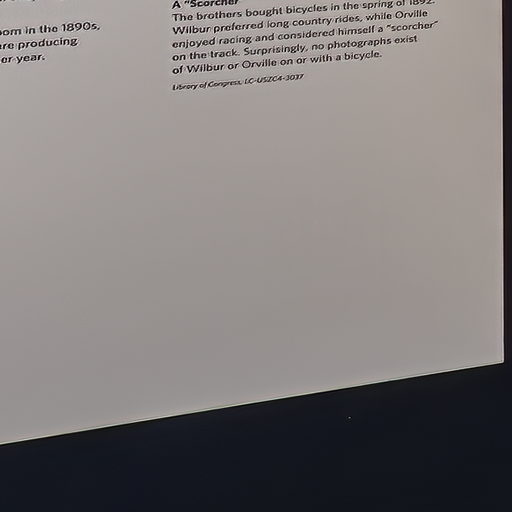 oom in the 1890s,
re producing
er year.
A "Scorcher"
The brothers bought bicycles in the spring of 1892.
Wilbur preferred long country rides, while Orville
enjoyed racing and considered himself a "scorcher"
on the track. Surprisingly, no photographs exist
of Wilbur or Orville on or with a bicycle.
Library of Congress, LC-USZC4-3037